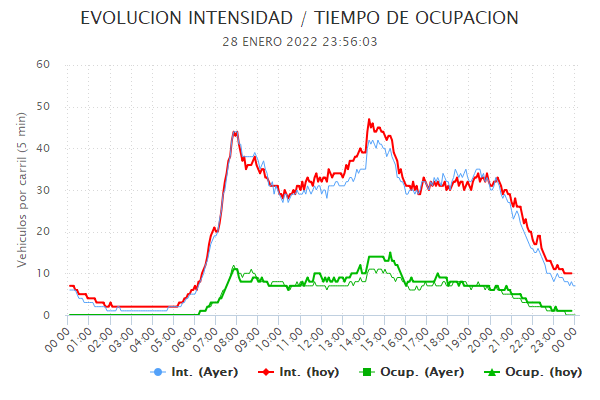 EVOLUCION INTENSIDAD / TIEMPO DE OCUPACION
28 ENERO 2022 23:56:03
Vehiculos por carril (5 min)
60
50
40
30
20
10
0
00:00 01:00 02:00 03:00 04:00 05:00 06:00 07:00 08:00 09:00 10:00 11:00 12:00 13:00 14:00 15:00 16:00 17:00 18:00 19:00 20:00 21:00 22:00 23:00 00:00
Int. (Ayer) Int. (hoy) Ocup. (Ayer) Ocup. (hoy)